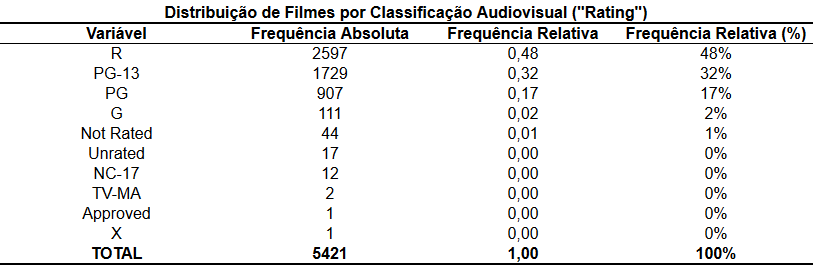 Distribuição de Filmes por Classificação Audiovisual ("Rating")
Variável Frequência Absoluta Frequência Relativa Frequência Relativa (%)
R 2597 0,48 48%
PG-13 1729 0,32 32%
PG 907 0,17 17%
G 111 0,02 2%
Not Rated 44 0,01 1%
Unrated 17 0,00 0%
NC-17 12 0,00 0%
TV-MA 2 0,00 0%
Approved 1 0,00 0%
X 1 0,00 0%
TOTAL 5421 1,00 100%